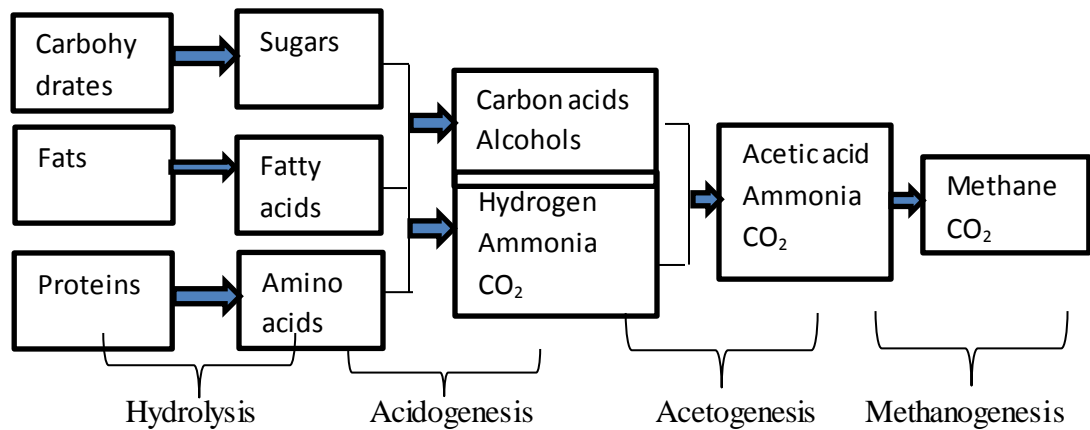 Carbohy
drates
Sugars
Fats
Fatty
acids
Proteins
Amino
acids
Carbon acids
Alcohols
Hydrogen
Ammonia
CO₂
Acetic acid
Ammonia
CO₂
Methane
CO₂
Hydrolysis
Acidogenesis
Acetogenesis
Methanogenesis